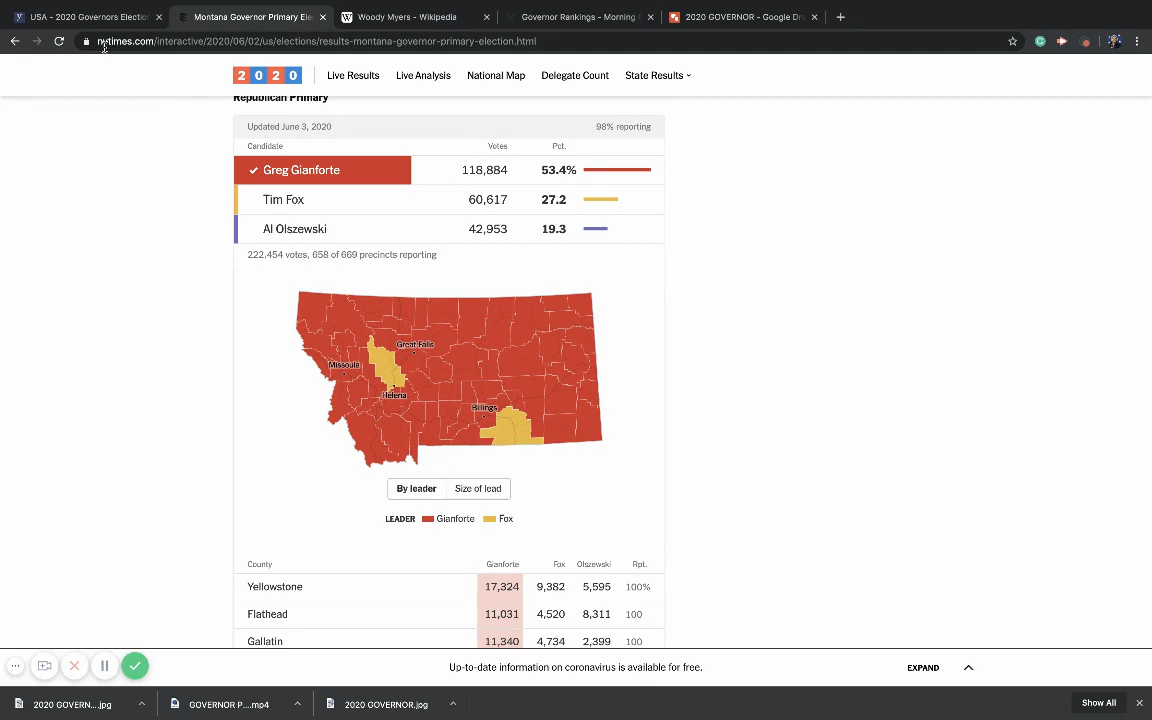 USA - 2020 Governors Election
Montana Governor Primary Ele
Woody Myers - Wikipedia
Governor Rankings - Morning C
2020 GOVERNOR - Google Dra
nytimes.com/interactive/2020/06/02/us/elections/results-montana-governor-primary-election.html
2020 Live Results Live Analysis National Map Delegate Count State Results
Republican Primary
Updated June 3, 2020 98% reporting
Candidate Votes Pct.
Greg Gianforte 118,884 53.4%
Tim Fox 60,617 27.2
Al Olszewski 42,953 19.3
222,454 votes, 658 of 669 precincts reporting
Great Falls
Missoula
Helena
Billings
By leader Size of lead
LEADER Gianforte Fox
County Gianforte Fox Olszewski Rpt.
Yellowstone 17,324 9,382 5,595 100%
Flathead 11,031 4,520 8,311 100
Gallatin 11,340 4,734 2,399 100
Up-to-date information on coronavirus is available for free. EXPAND
2020 GOVERN....jpg
GOVERNOR P....mp4
2020 GOVERNOR.jpg
Show All